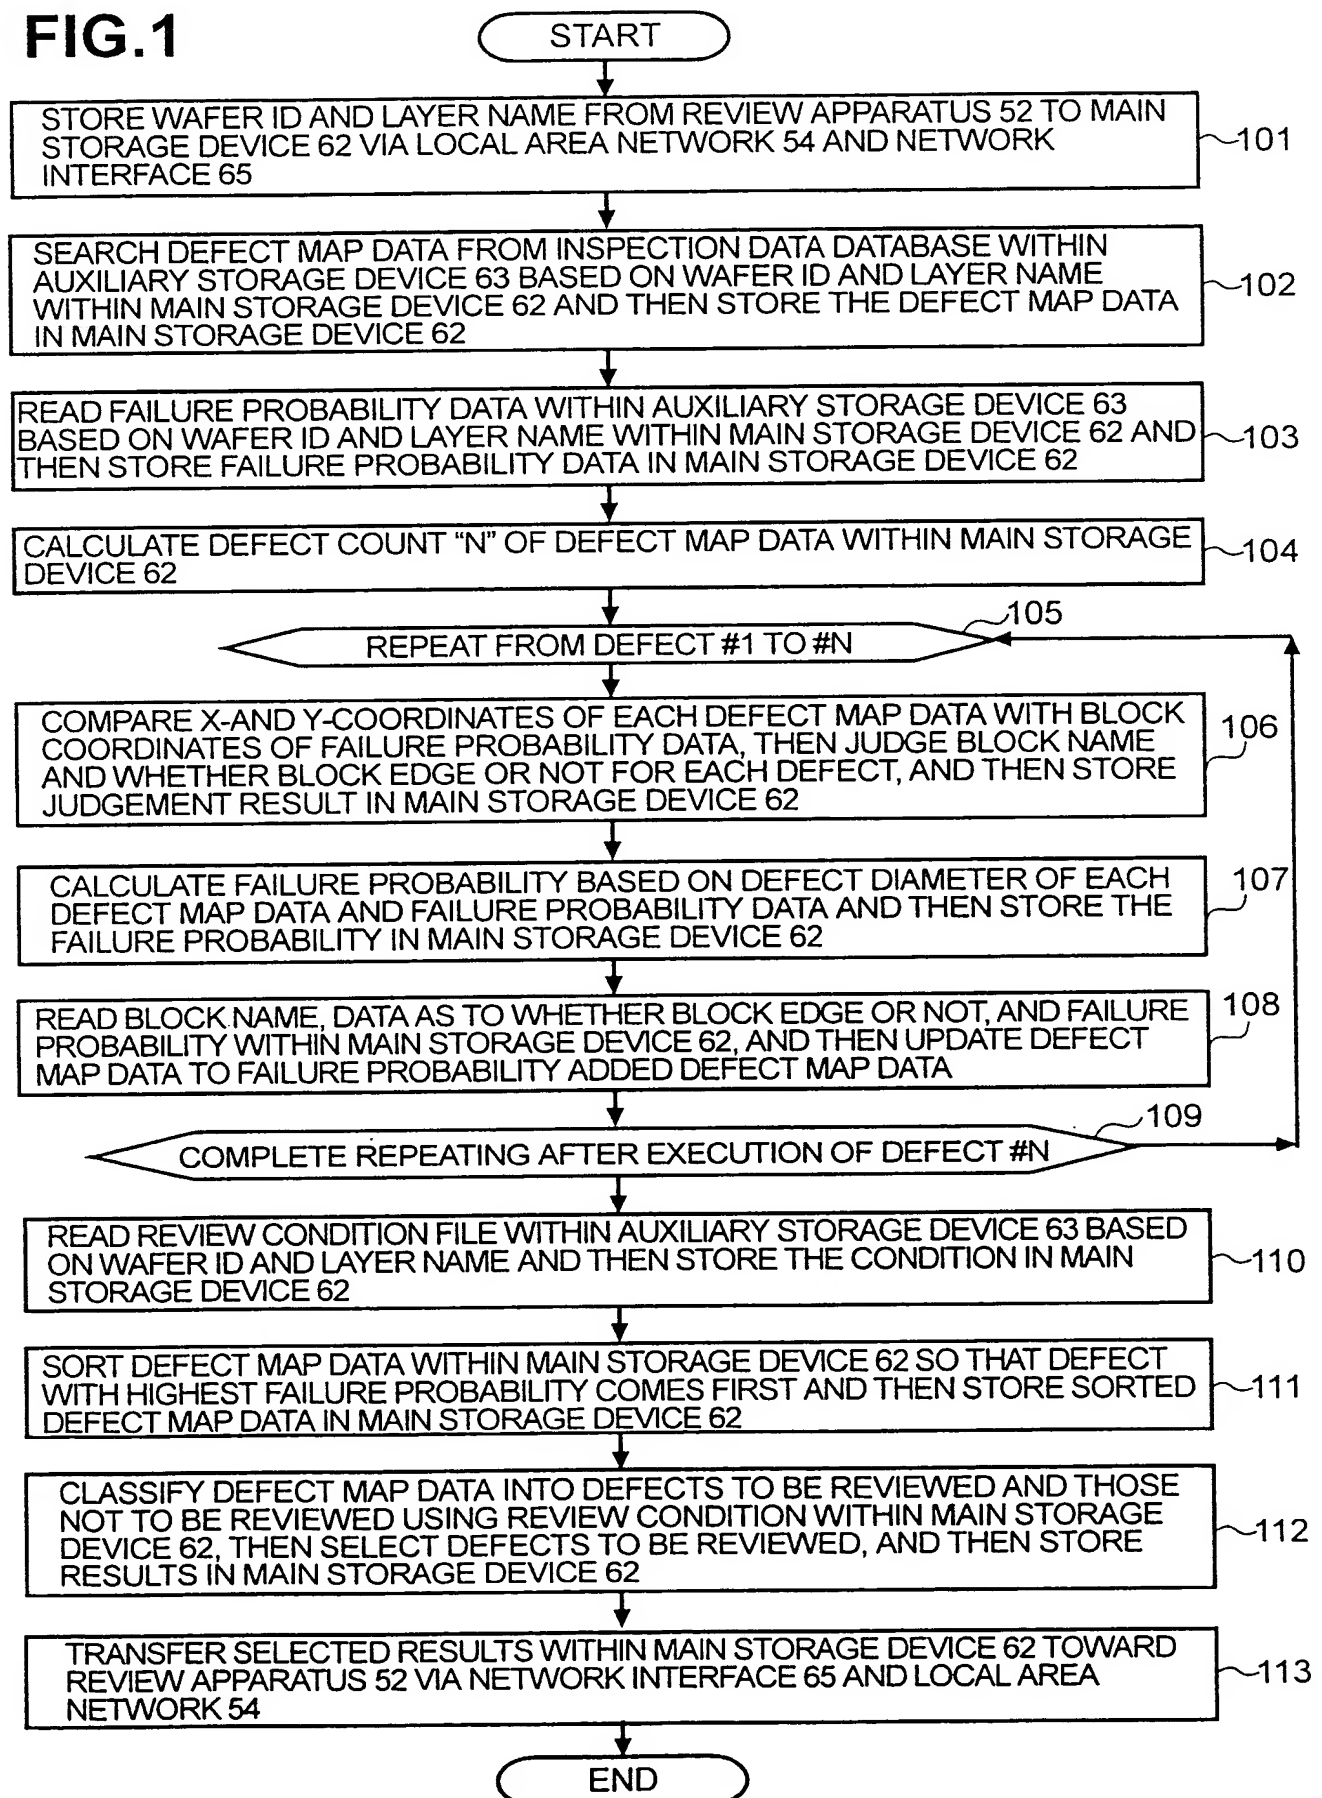 FIG.1
START
STORE WAFER ID AND LAYER NAME FROM REVIEW APPARATUS 52 TO MAIN
STORAGE DEVICE 62 VIA LOCAL AREA NETWORK 54 AND NETWORK
INTERFACE 65
101
SEARCH DEFECT MAP DATA FROM INSPECTION DATA DATABASE WITHIN
AUXILIARY STORAGE DEVICE 63 BASED ON WAFER ID AND LAYER NAME
WITHIN MAIN STORAGE DEVICE 62 AND THEN STORE THE DEFECT MAP DATA
IN MAIN STORAGE DEVICE 62
102
READ FAILURE PROBABILITY DATA WITHIN AUXILIARY STORAGE DEVICE 63
BASED ON WAFER ID AND LAYER NAME WITHIN MAIN STORAGE DEVICE 62 AND
THEN STORE FAILURE PROBABILITY DATA IN MAIN STORAGE DEVICE 62
103
CALCULATE DEFECT COUNT “N” OF DEFECT MAP DATA WITHIN MAIN STORAGE
DEVICE 62
104
105
REPEAT FROM DEFECT #1 TO #N
COMPARE X-AND Y-COORDINATES OF EACH DEFECT MAP DATA WITH BLOCK
COORDINATES OF FAILURE PROBABILITY DATA, THEN JUDGE BLOCK NAME
AND WHETHER BLOCK EDGE OR NOT FOR EACH DEFECT, AND THEN STORE
JUDGEMENT RESULT IN MAIN STORAGE DEVICE 62
106
CALCULATE FAILURE PROBABILITY BASED ON DEFECT DIAMETER OF EACH
DEFECT MAP DATA AND FAILURE PROBABILITY DATA AND THEN STORE THE
FAILURE PROBABILITY IN MAIN STORAGE DEVICE 62
107
READ BLOCK NAME, DATA AS TO WHETHER BLOCK EDGE OR NOT, AND FAILURE
PROBABILITY WITHIN MAIN STORAGE DEVICE 62, AND THEN UPDATE DEFECT
MAP DATA TO FAILURE PROBABILITY ADDED DEFECT MAP DATA
108
109
COMPLETE REPEATING AFTER EXECUTION OF DEFECT #N
READ REVIEW CONDITION FILE WITHIN AUXILIARY STORAGE DEVICE 63 BASED
ON WAFER ID AND LAYER NAME AND THEN STORE THE CONDITION IN MAIN
STORAGE DEVICE 62
110
SORT DEFECT MAP DATA WITHIN MAIN STORAGE DEVICE 62 SO THAT DEFECT
WITH HIGHEST FAILURE PROBABILITY COMES FIRST AND THEN STORE SORTED
DEFECT MAP DATA IN MAIN STORAGE DEVICE 62
111
CLASSIFY DEFECT MAP DATA INTO DEFECTS TO BE REVIEWED AND THOSE
NOT TO BE REVIEWED USING REVIEW CONDITION WITHIN MAIN STORAGE
DEVICE 62, THEN SELECT DEFECTS TO BE REVIEWED, AND THEN STORE
RESULTS IN MAIN STORAGE DEVICE 62
112
TRANSFER SELECTED RESULTS WITHIN MAIN STORAGE DEVICE 62 TOWARD
REVIEW APPARATUS 52 VIA NETWORK INTERFACE 65 AND LOCAL AREA
NETWORK 54
113
END